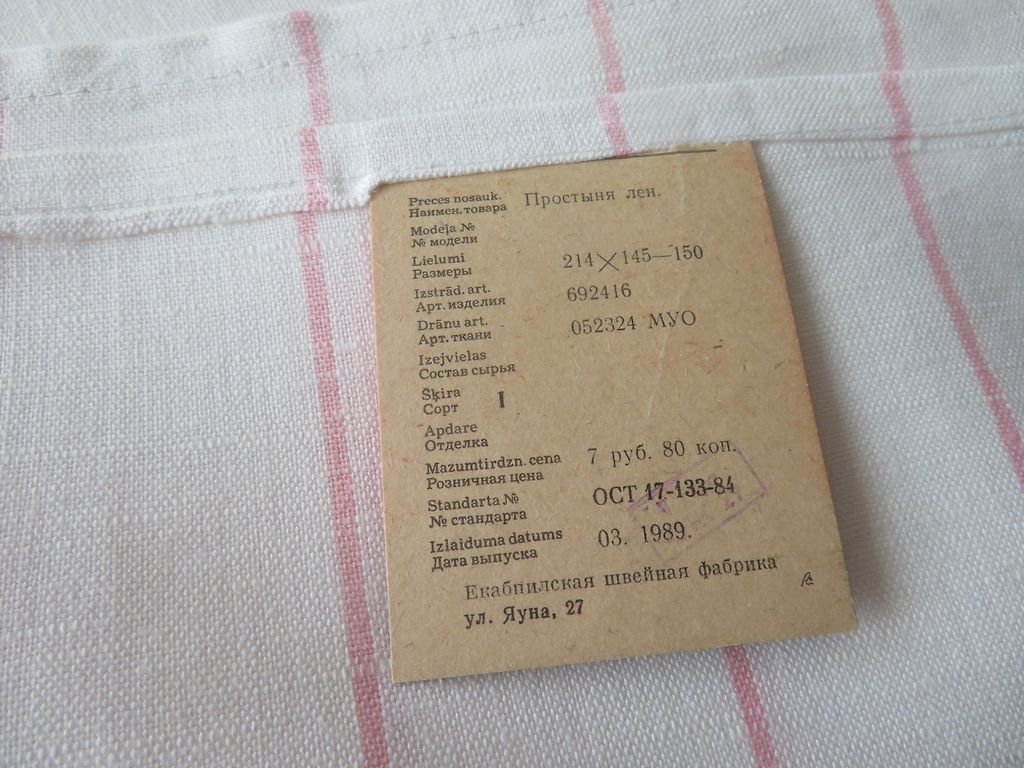 Preces nosauk. Простыня лен.
Наимен. товара
Modeļa №
№ модели
Lielumi 214×145—150
Размеры
Izstrād. art. 692416
Арт. изделия
Drānu art. 052324 МУО
Арт. ткани
Izejvielas
Состав сырья
Šķira I
Сорт
Apdare
Отделка
Mazumtirdzn. cena 7 руб. 80 коп.
Розничная цена
Standarta № ОСТ 17-133-84
№ стандарта
Izlaiduma datums 03. 1989.
Дата выпуска
Екабпилская швейная фабрика
ул. Яуна, 27